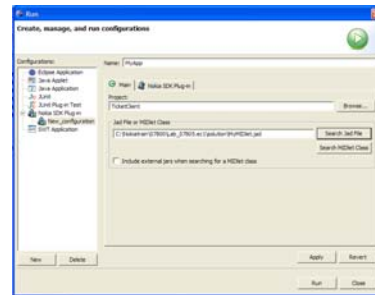 Run
Create, manage, and run configurations
Configurations:
Eclipse Application
Java Applet
Java Application
JUnit
JUnit Plug-in Test
Nokia SDK Plug-in
New_configuration
SWT Application
New
Delete
Name: MyApp
Main
Nokia SDK Plug-in
Project:
TicketClient
Browse...
Jad File or MIDlet Class
Search Jad File
Search MIDlet Class
Include external jars when searching for a MIDlet class
Apply
Revert
Run
Close